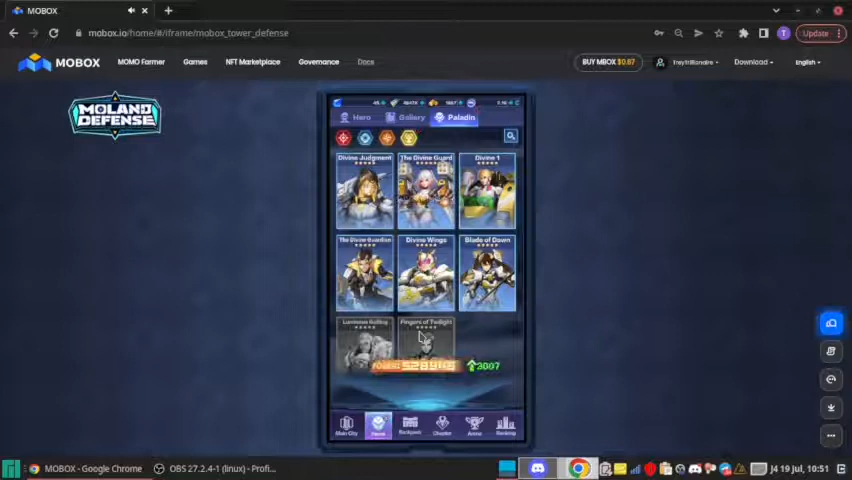 MOBOX
mobox.io/home/#/iframe/mobox_tower_defense
Update
MOBOX
MOMO Farmer
Games
NFT Marketplace
Governance
Docs
BUY MBOX $0.67
Download
English
MOLAND
DEFENSE
Hero
Gallery
Paladin
Divine Judgment
The Divine Guard
Divine 1
The Divine Guardian
Divine Wings
Blade of Dawn
Fingers of Twilight
3007
Main City
Hero
Backpack
Chapter
Arena
Ranking
MOBOX - Google Chrome
OBS 27.2.4-1 (linux) - Profi...
J4 19 Jul, 10:51